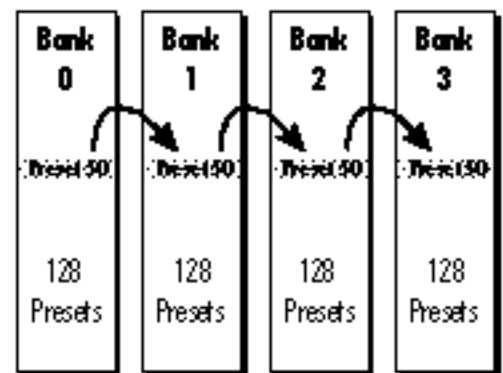 Bank Bank Bank Bank
0 1 2 3
Preset 50 Preset 50 Preset 50 Preset 50
128 128 128 128
Presets Presets Presets Presets